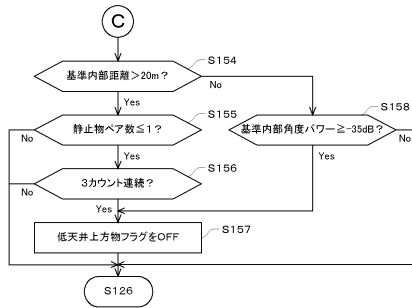 C
S154
基準内部距離＞20m？
No
Yes
S155
S158
静止物ペア数≦1？
基準内部角度パワー≧-35dB？
No
No
Yes
S156
Yes
3カウント連続？
No
Yes
S157
低天井上方物フラグをOFF
S126